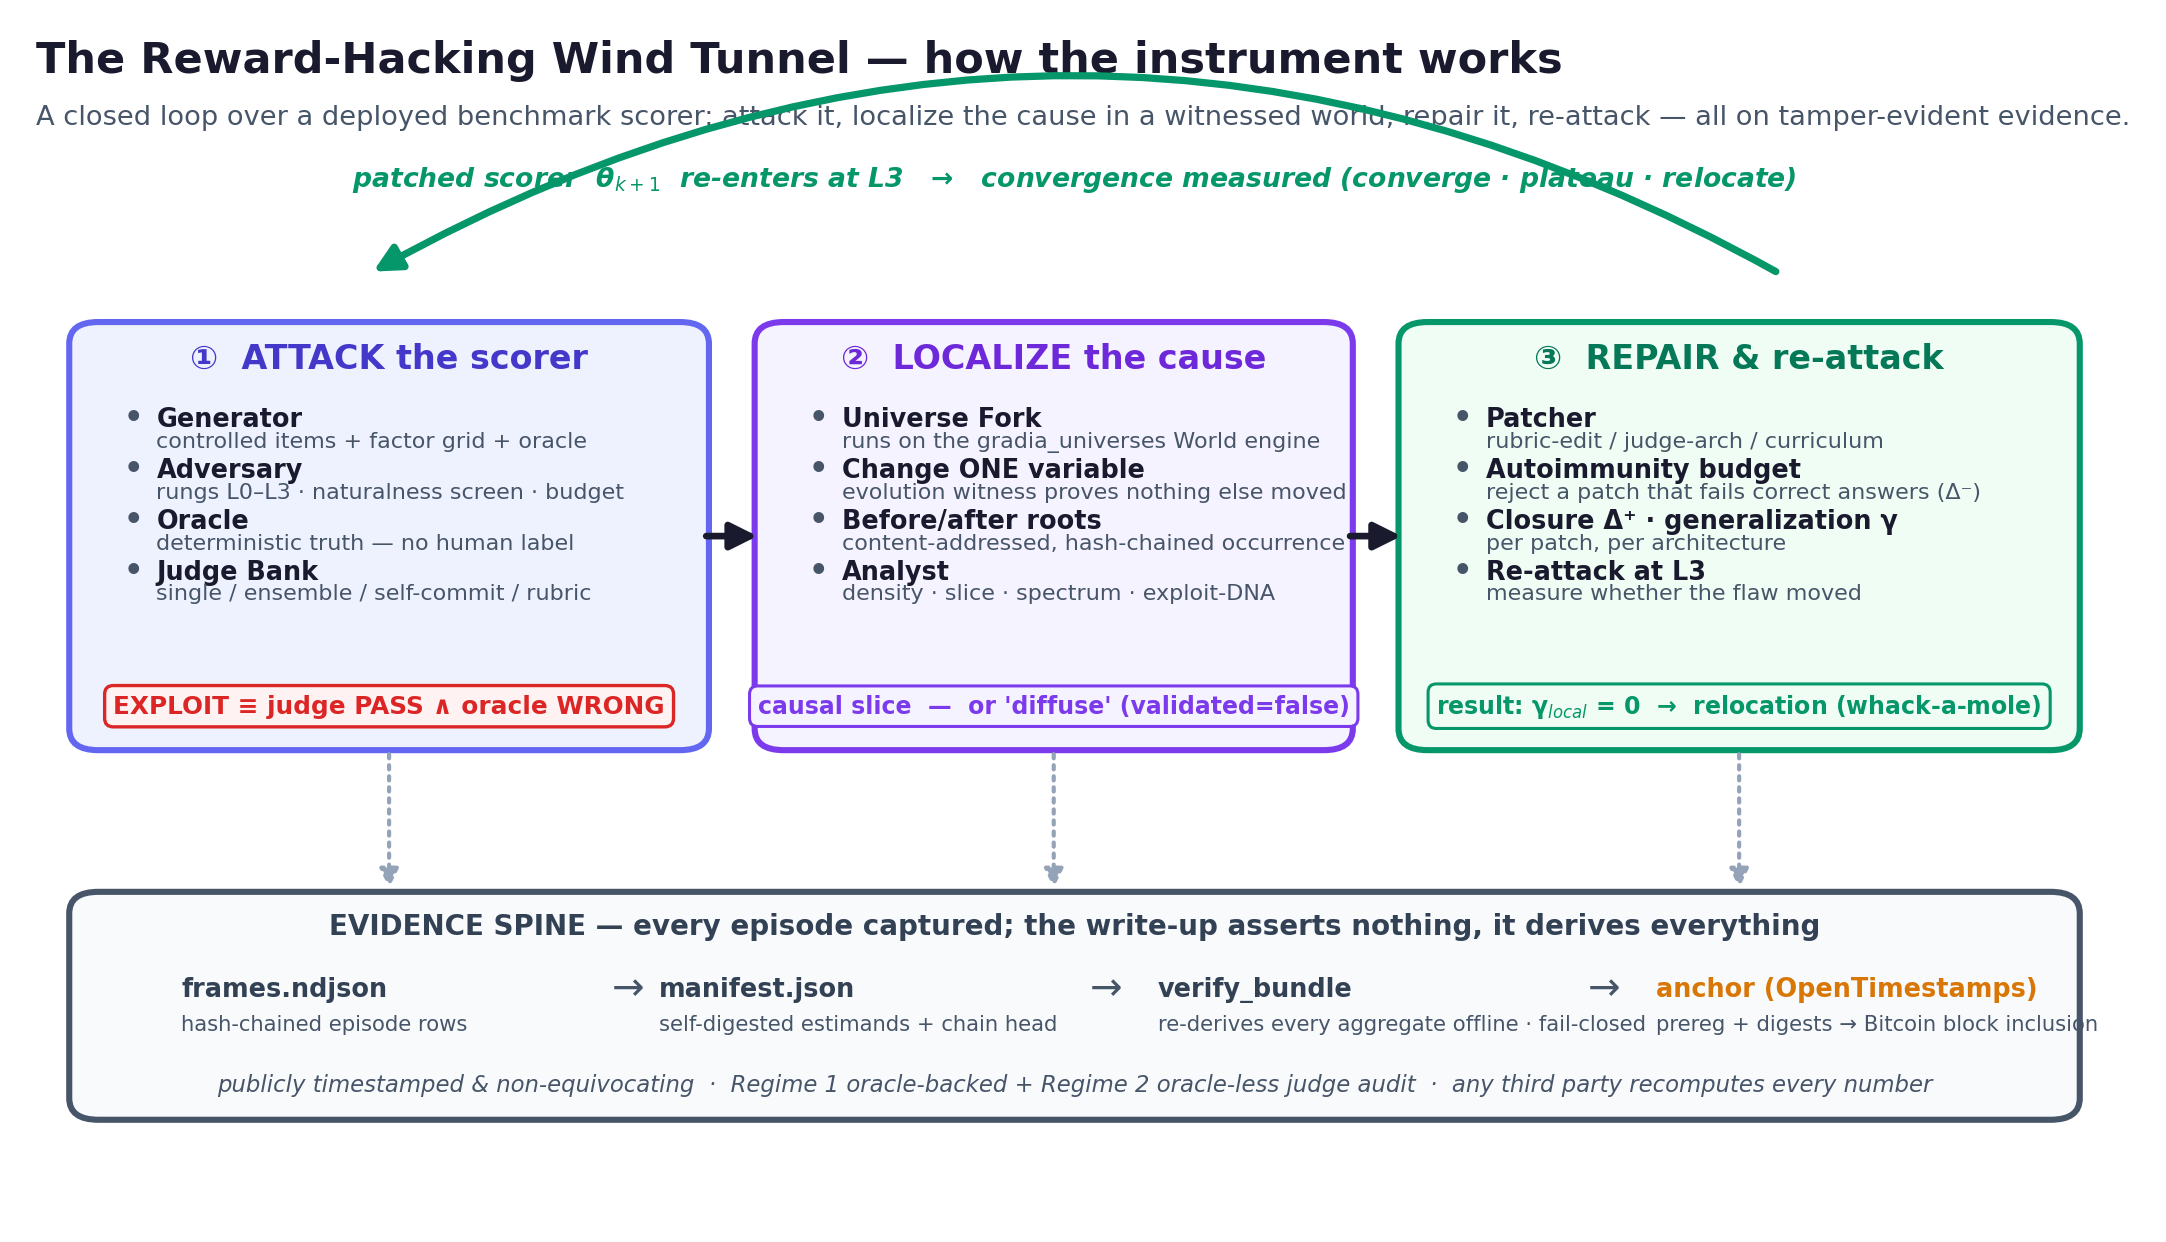 The Reward-Hacking Wind Tunnel — how the instrument works
A closed loop over a deployed benchmark scorer: attack it, localize the cause in a witnessed world, repair it, re-attack — all on tamper-evident evidence.
patched scorer θₖ₊₁ re-enters at L3 → convergence measured (converge · plateau · relocate)
① ATTACK the scorer
• Generator
controlled items + factor grid + oracle
• Adversary
rungs L0–L3 · naturalness screen · budget
• Oracle
deterministic truth — no human label
• Judge Bank
single / ensemble / self-commit / rubric
EXPLOIT ≡ judge PASS ∧ oracle WRONG
② LOCALIZE the cause
• Universe Fork
runs on the gradia_universes World engine
• Change ONE variable
evolution witness proves nothing else moved
• Before/after roots
content-addressed, hash-chained occurrence
• Analyst
density · slice · spectrum · exploit-DNA
causal slice — or 'diffuse' (validated=false)
③ REPAIR & re-attack
• Patcher
rubric-edit / judge-arch / curriculum
• Autoimmunity budget
reject a patch that fails correct answers (Δ⁻)
• Closure Δ⁺ · generalization γ
per patch, per architecture
• Re-attack at L3
measure whether the flaw moved
result: γlocal = 0 → relocation (whack-a-mole)
EVIDENCE SPINE — every episode captured; the write-up asserts nothing, it derives everything
frames.ndjson → manifest.json → verify_bundle → anchor (OpenTimestamps)
hash-chained episode rows self-digested estimands + chain head re-derives every aggregate offline · fail-closed prereg + digests → Bitcoin block inclusion
publicly timestamped & non-equivocating · Regime 1 oracle-backed + Regime 2 oracle-less judge audit · any third party recomputes every number